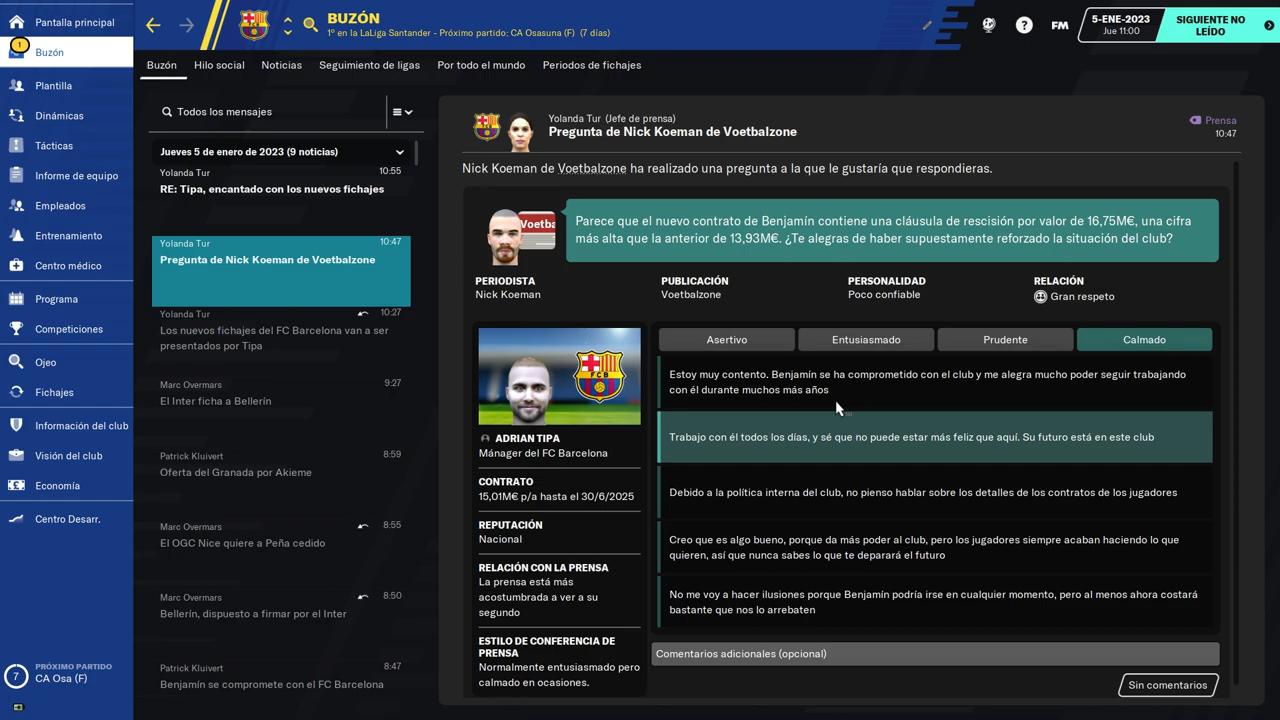 Pantalla principal
1
Buzón
Plantilla
Dinámicas
Tácticas
Informe de equipo
Empleados
Entrenamiento
Centro médico
Programa
Competiciones
Ojeo
Fichajes
Información del club
Visión del club
Economía
Centro Desarr.
7
PRÓXIMO PARTIDO
CA Osa (F)
BUZÓN
1º en la LaLiga Santander - Próximo partido: CA Osasuna (F) (7 días)
?
FM
5-ENE-2023
Jue 11:00
SIGUIENTE NO
LEÍDO
Buzón
Hilo social
Noticias
Seguimiento de ligas
Por todo el mundo
Periodos de fichajes
Todos los mensajes
Jueves 5 de enero de 2023 (9 noticias)
Yolanda Tur 10:55
RE: Tipa, encantado con los nuevos fichajes
Yolanda Tur 10:47
Pregunta de Nick Koeman de Voetbalzone
Yolanda Tur 10:27
Los nuevos fichajes del FC Barcelona van a ser
presentados por Tipa
Marc Overmars 9:27
El Inter ficha a Bellerín
Patrick Kluivert 8:59
Oferta del Granada por Akieme
Marc Overmars 8:55
El OGC Nice quiere a Peña cedido
Marc Overmars 8:50
Bellerín, dispuesto a firmar por el Inter
Patrick Kluivert 8:47
Benjamín se compromete con el FC Barcelona
Yolanda Tur (Jefe de prensa)
Pregunta de Nick Koeman de Voetbalzone
Prensa
10:47
Nick Koeman de Voetbalzone ha realizado una pregunta a la que le gustaría que respondieras.
Voetba
Parece que el nuevo contrato de Benjamín contiene una cláusula de rescisión por valor de 16,75M€, una cifra
más alta que la anterior de 13,93M€. ¿Te alegras de haber supuestamente reforzado la situación del club?
PERIODISTA
Nick Koeman
PUBLICACIÓN
Voetbalzone
PERSONALIDAD
Poco confiable
RELACIÓN
Gran respeto
FCB
ADRIAN TIPA
Mánager del FC Barcelona
CONTRATO
15,01M€ p/a hasta el 30/6/2025
REPUTACIÓN
Nacional
RELACIÓN CON LA PRENSA
La prensa está más
acostumbrada a ver a su
segundo
ESTILO DE CONFERENCIA DE
PRENSA
Normalmente entusiasmado pero
calmado en ocasiones.
Asertivo
Entusiasmado
Prudente
Calmado
Estoy muy contento. Benjamín se ha comprometido con el club y me alegra mucho poder seguir trabajando
con él durante muchos más años
Trabajo con él todos los días, y sé que no puede estar más feliz que aquí. Su futuro está en este club
Debido a la política interna del club, no pienso hablar sobre los detalles de los contratos de los jugadores
Creo que es algo bueno, porque da más poder al club, pero los jugadores siempre acaban haciendo lo que
quieren, así que nunca sabes lo que te deparará el futuro
No me voy a hacer ilusiones porque Benjamín podría irse en cualquier momento, pero al menos ahora costará
bastante que nos lo arrebaten
Comentarios adicionales (opcional)
Sin comentarios